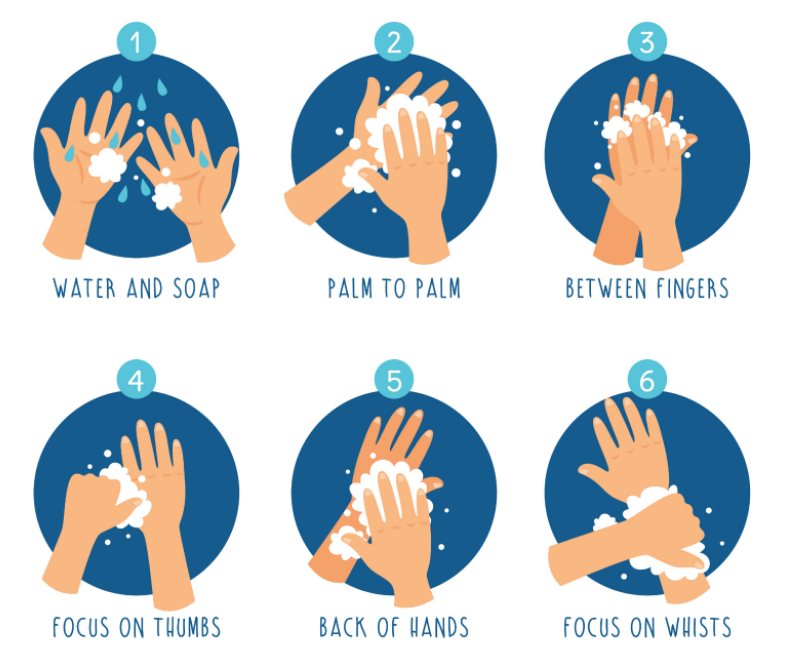 1
2
3
WATER AND SOAP
PALM TO PALM
BETWEEN FINGERS
4
5
6
FOCUS ON THUMBS
BACK OF HANDS
FOCUS ON WHISTS